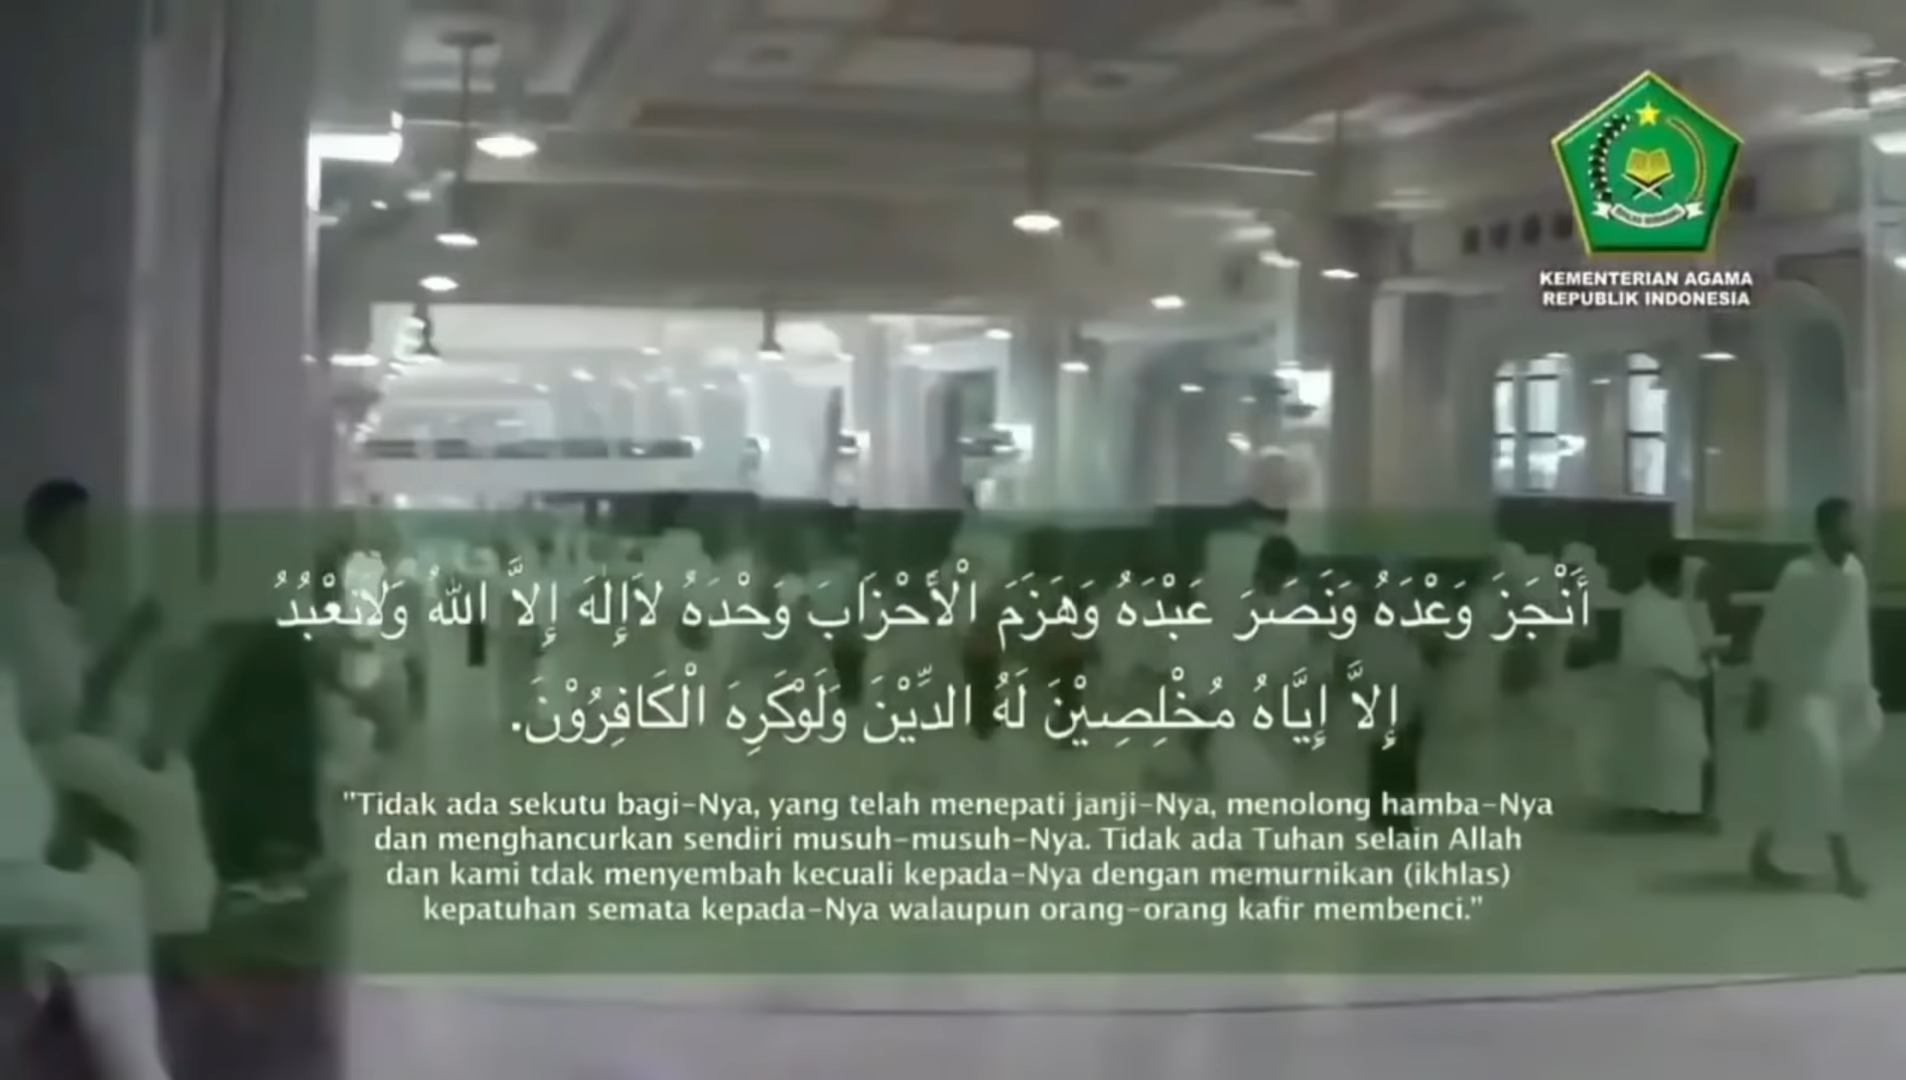 KEMENTERIAN AGAMA
REPUBLIK INDONESIA
أَنْجَزَ وَعْدَهُ وَنَصَرَ عَبْدَهُ وَهَزَمَ الْأَحْزَابَ وَحْدَهُ لاَإِلٰهَ إِلاَّ اللهُ وَلاَنَعْبُدُ
إِلاَّ إِيَّاهُ مُخْلِصِيْنَ لَهُ الدِّيْنَ وَلَوْكَرِهَ الْكَافِرُوْنَ.
"Tidak ada sekutu bagi-Nya, yang telah menepati janji-Nya, menolong hamba-Nya
dan menghancurkan sendiri musuh-musuh-Nya. Tidak ada Tuhan selain Allah
dan kami tdak menyembah kecuali kepada-Nya dengan memurnikan (ikhlas)
kepatuhan semata kepada-Nya walaupun orang-orang kafir membenci."